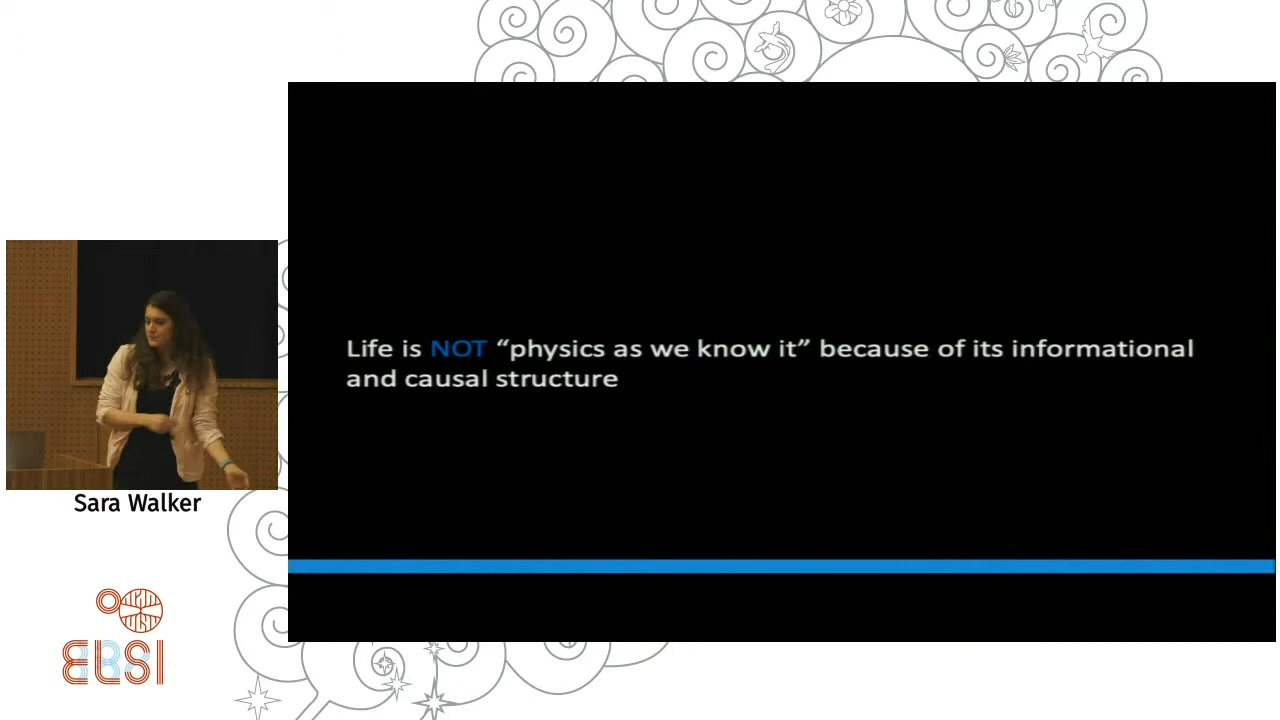 Life is NOT “physics as we know it” because of its informational
and causal structure
Sara Walker
ELSI